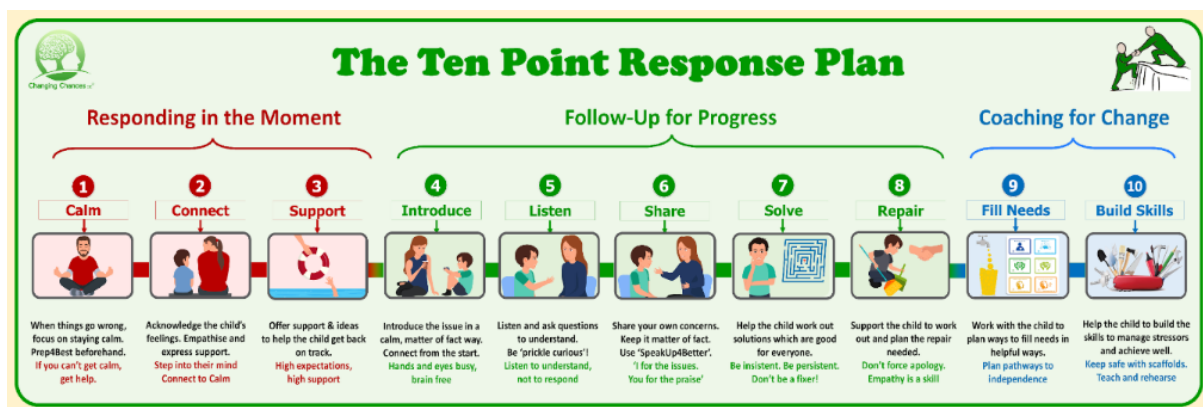 The Ten Point Response Plan
Changing Chances
Responding in the Moment
Follow-Up for Progress
Coaching for Change
1
Calm
When things go wrong,
focus on staying calm.
Prep4Best beforehand.
If you can't get calm,
get help.
2
Connect
Acknowledge the child's
feelings. Empathise and
express support.
Step into their mind
Connect to Calm
3
Support
Offer support & ideas
to help the child get back
on track.
High expectations,
high support
4
Introduce
Introduce the issue in a
calm, matter of fact way.
Connect from the start.
Hands and eyes busy,
brain free
5
Listen
Listen and ask questions
to understand.
Be 'prickle curious'!
Listen to understand,
not to respond
6
Share
Share your own concerns.
Keep it matter of fact.
Use 'SpeakUp4Better'.
'I for the issues.
You for the praise'
7
Solve
Help the child work out
solutions which are good
for everyone.
Be insistent. Be persistent.
Don't be a fixer!
8
Repair
Support the child to work
out and plan the repair
needed.
Don't force apology.
Empathy is a skill
9
Fill Needs
Work with the child to
plan ways to fill needs in
helpful ways.
Plan pathways to
independence
10
Build Skills
Help the child to build the
skills to manage stressors
and achieve well.
Keep safe with scaffolds.
Teach and rehearse